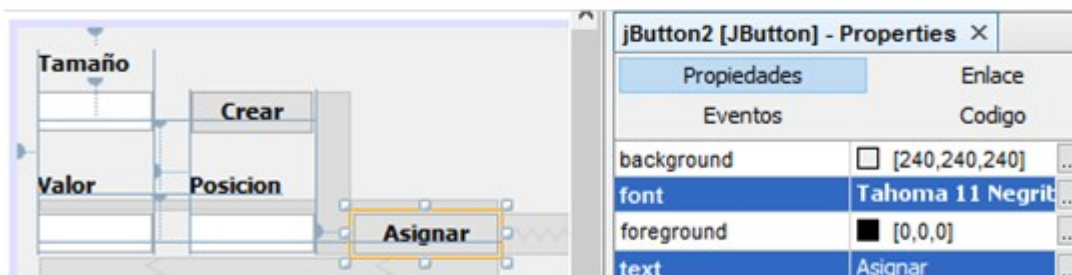 Tamaño
Crear
Valor Posicion
Asignar
jButton2 [JButton] - Properties ×
Propiedades Enlace
Eventos Codigo
background [240,240,240] ...
font Tahoma 11 Negrit ...
foreground [0,0,0] ...
text Asignar